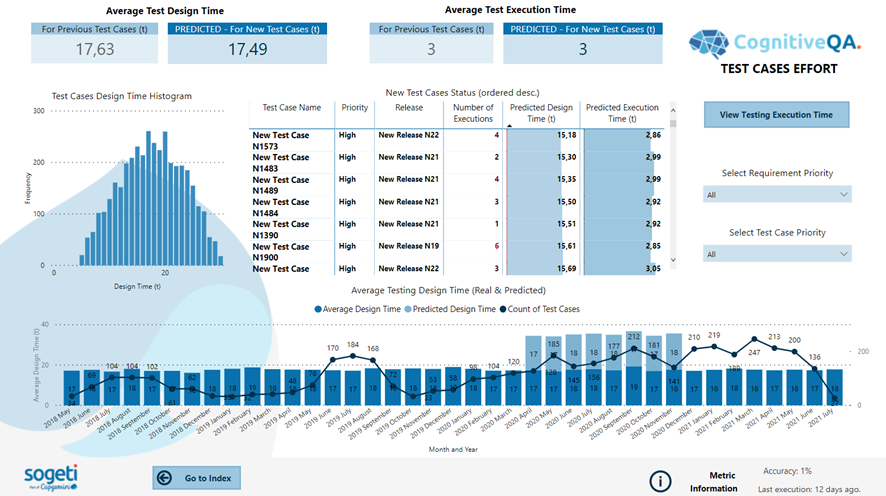 Average Test Design Time
Average Test Execution Time
For Previous Test Cases (t)
PREDICTED - For New Test Cases (t)
For Previous Test Cases (t)
PREDICTED - For New Test Cases (t)
17,63
17,49
3
3
CognitiveQA.
TEST CASES EFFORT
Test Cases Design Time Histogram
300
200
100
0
Frequency
0
20
Design Time (t)
New Test Cases Status (ordered desc.)
Test Case Name Priority Release Number of Executions Predicted Design Time (t) Predicted Execution Time (t)
New Test Case N1573 High New Release N22 4 15,18 2,86
New Test Case N1483 High New Release N21 2 15,30 2,99
New Test Case N1489 High New Release N21 4 15,35 2,99
New Test Case N1484 High New Release N21 3 15,50 2,92
New Test Case N1390 High New Release N21 1 15,51 2,92
New Test Case N1900 High New Release N19 6 15,61 2,85
New Test Case High New Release N22 3 15,69 3,05
View Testing Execution Time
Select Requirement Priority
All
Select Test Case Priority
All
Average Testing Design Time (Real & Predicted)
Average Design Time Predicted Design Time Count of Test Cases
40
20
0
Average Design Time (t)
200
0
170 184 168
104 104 102
185 177 212 181
210 219 247 213 200 136
2018 May
2018 June
2018 July
2018 August
2018 September
2018 October
2018 November
2018 December
2019 January
2019 February
2019 March
2019 April
2019 May
2019 June
2019 July
2019 August
2019 September
2019 October
2019 November
2019 December
2020 January
2020 February
2020 March
2020 April
2020 May
2020 June
2020 July
2020 August
2020 September
2020 October
2020 November
2020 December
2021 January
2021 February
2021 March
2021 April
2021 May
2021 June
2021 July
Month and Year
sogeti
Part of Capgemini
Go to Index
Metric Information
Accuracy: 1%
Last execution: 12 days ago.